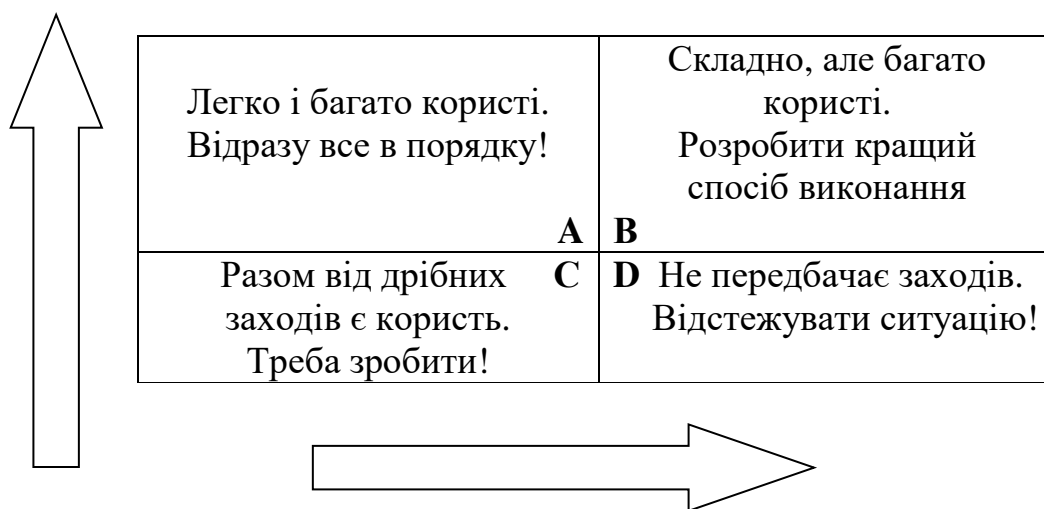 Легко і багато користі.
Відразу все в порядку!
A
Складно, але багато
користі.
Розробити кращий
спосіб виконання
B
Разом від дрібних
заходів є користь.
Треба зробити!
C
D Не передбачає заходів.
Відстежувати ситуацію!